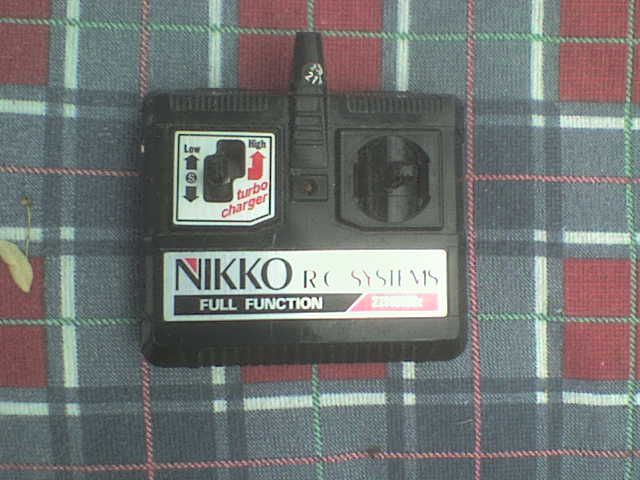 Low High
S
turbo
charger
NIKKO R/C SYSTEMS
FULL FUNCTION